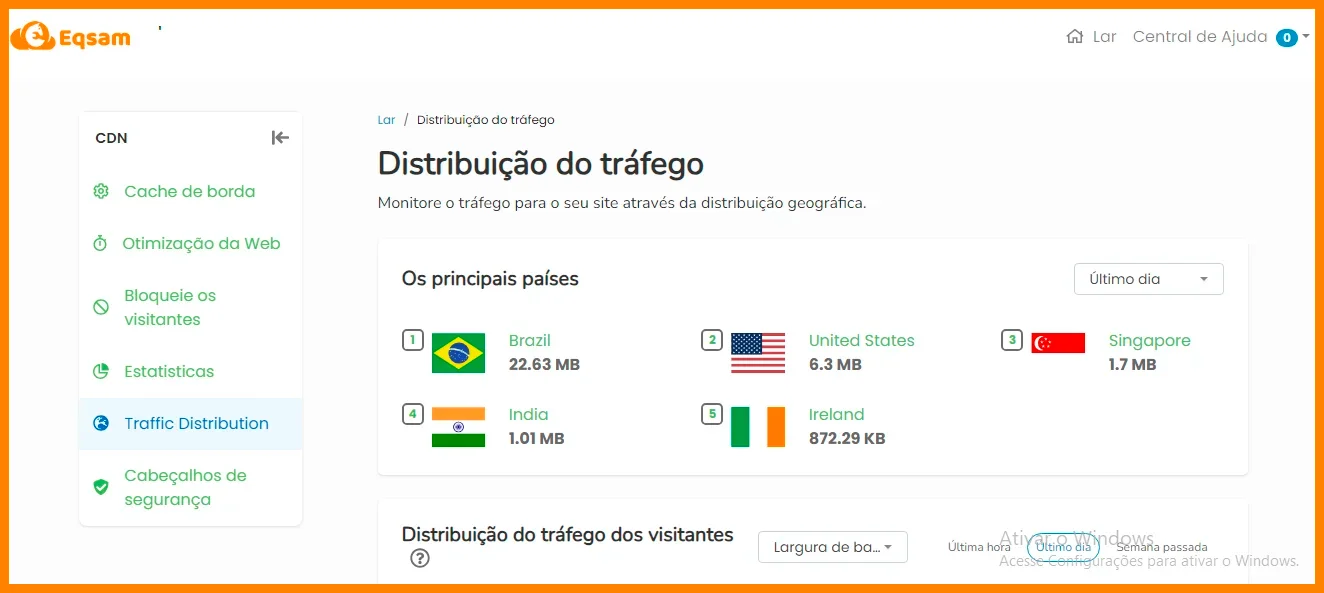 Eqsam
Lar
Central de Ajuda
0
CDN
Cache de borda
Otimização da Web
Bloqueie os
visitantes
Estatisticas
Traffic Distribution
Cabeçalhos de
segurança
Lar / Distribuição do tráfego
Distribuição do tráfego
Monitore o tráfego para o seu site através da distribuição geográfica.
Os principais países
Último dia
1
Brazil
22.63 MB
2
United States
6.3 MB
3
Singapore
1.7 MB
4
India
1.01 MB
5
Ireland
872.29 KB
Distribuição do tráfego dos visitantes
?
Largura de ba...
Última hora
Último dia
Semana passada
Ativar o Windows
Acesse Configurações para ativar o Windows.